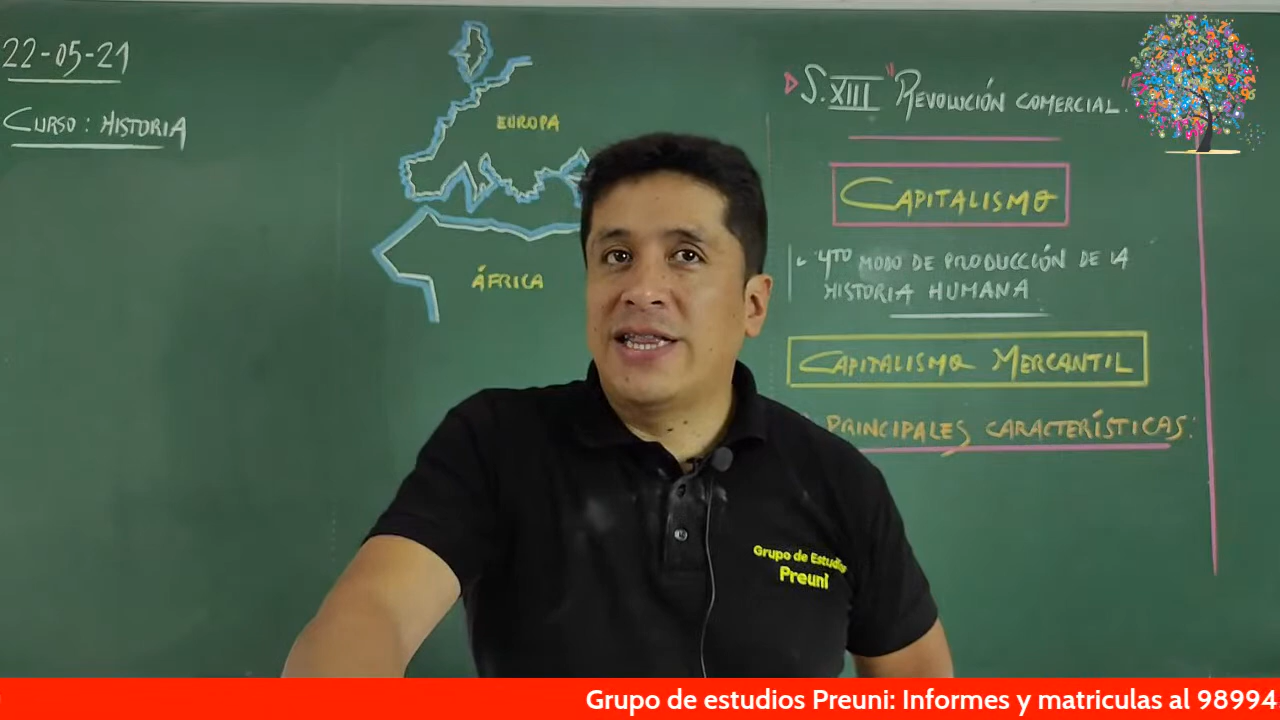 22-05-21
CURSO: HISTORIA
EUROPA
ÁFRICA
S.XIII "REVOLUCIÓN COMERCIAL."
CAPITALISMO
4TO MODO DE PRODUCCIÓN DE LA
HISTORIA HUMANA
CAPITALISMO MERCANTIL
PRINCIPALES CARACTERÍSTICAS:
Grupo de Estudios
Preuni
Grupo de estudios Preuni: Informes y matriculas al 98994